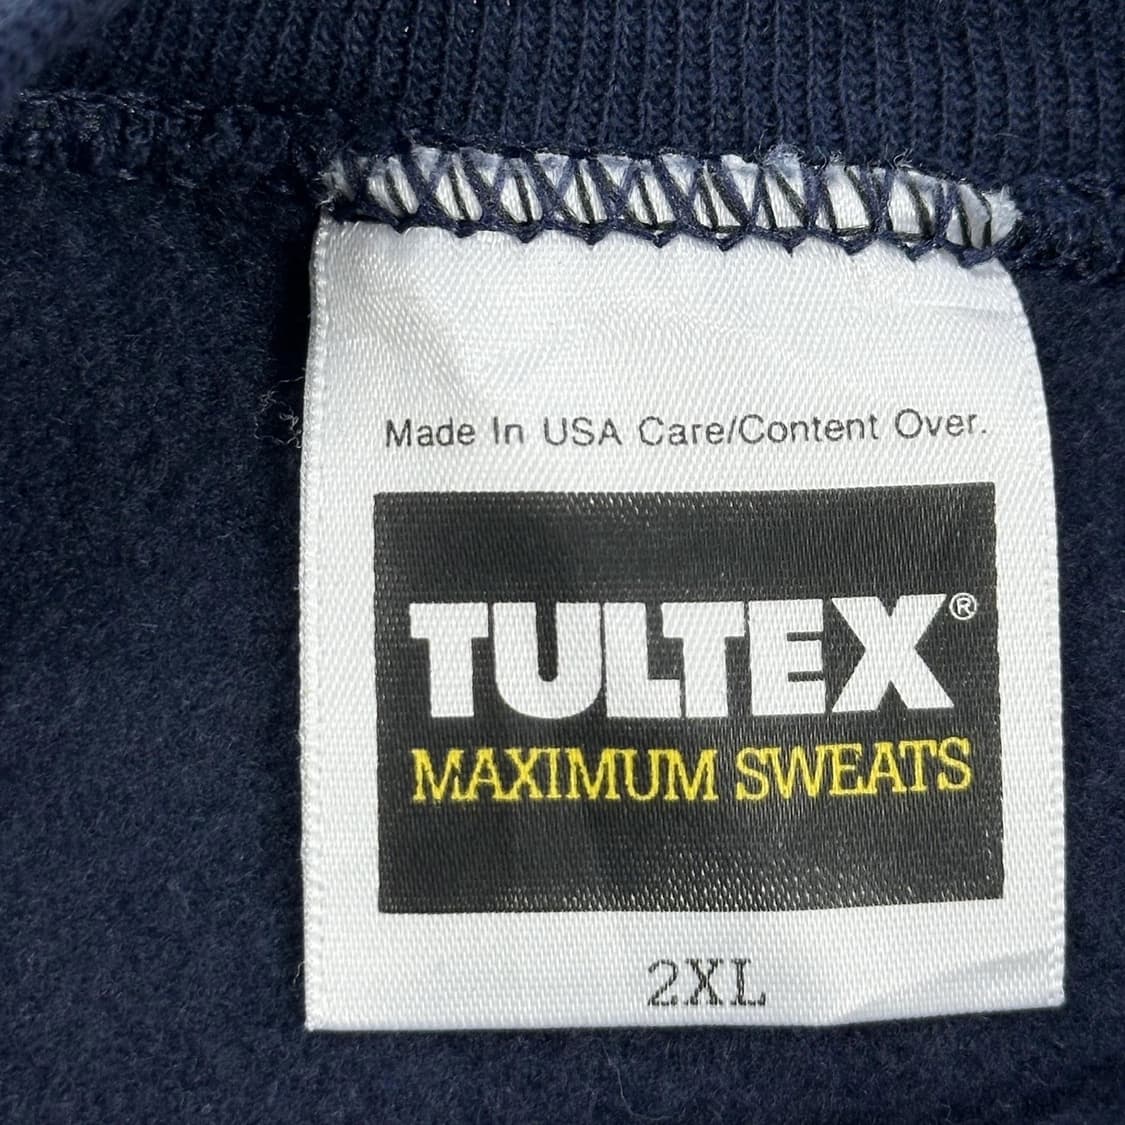 Made In USA Care/Content Over.
TULTEX®
MAXIMUM SWEATS
2XL